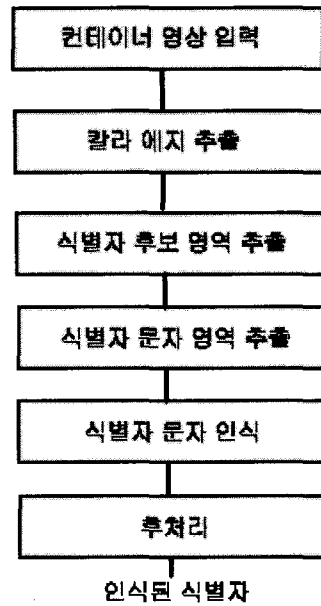 컨테이너 영상 입력
칼라 에지 추출
식별자 후보 영역 추출
식별자 문자 영역 추출
식별자 문자 인식
후처리
인식된 식별자